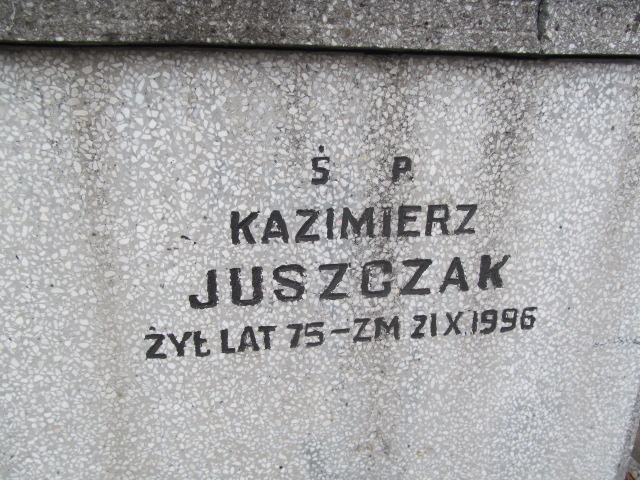 Ś P.
KAZIMIERZ
JUSZCZAK
ŻYŁ LAT 75 - ZM 21 X 1996